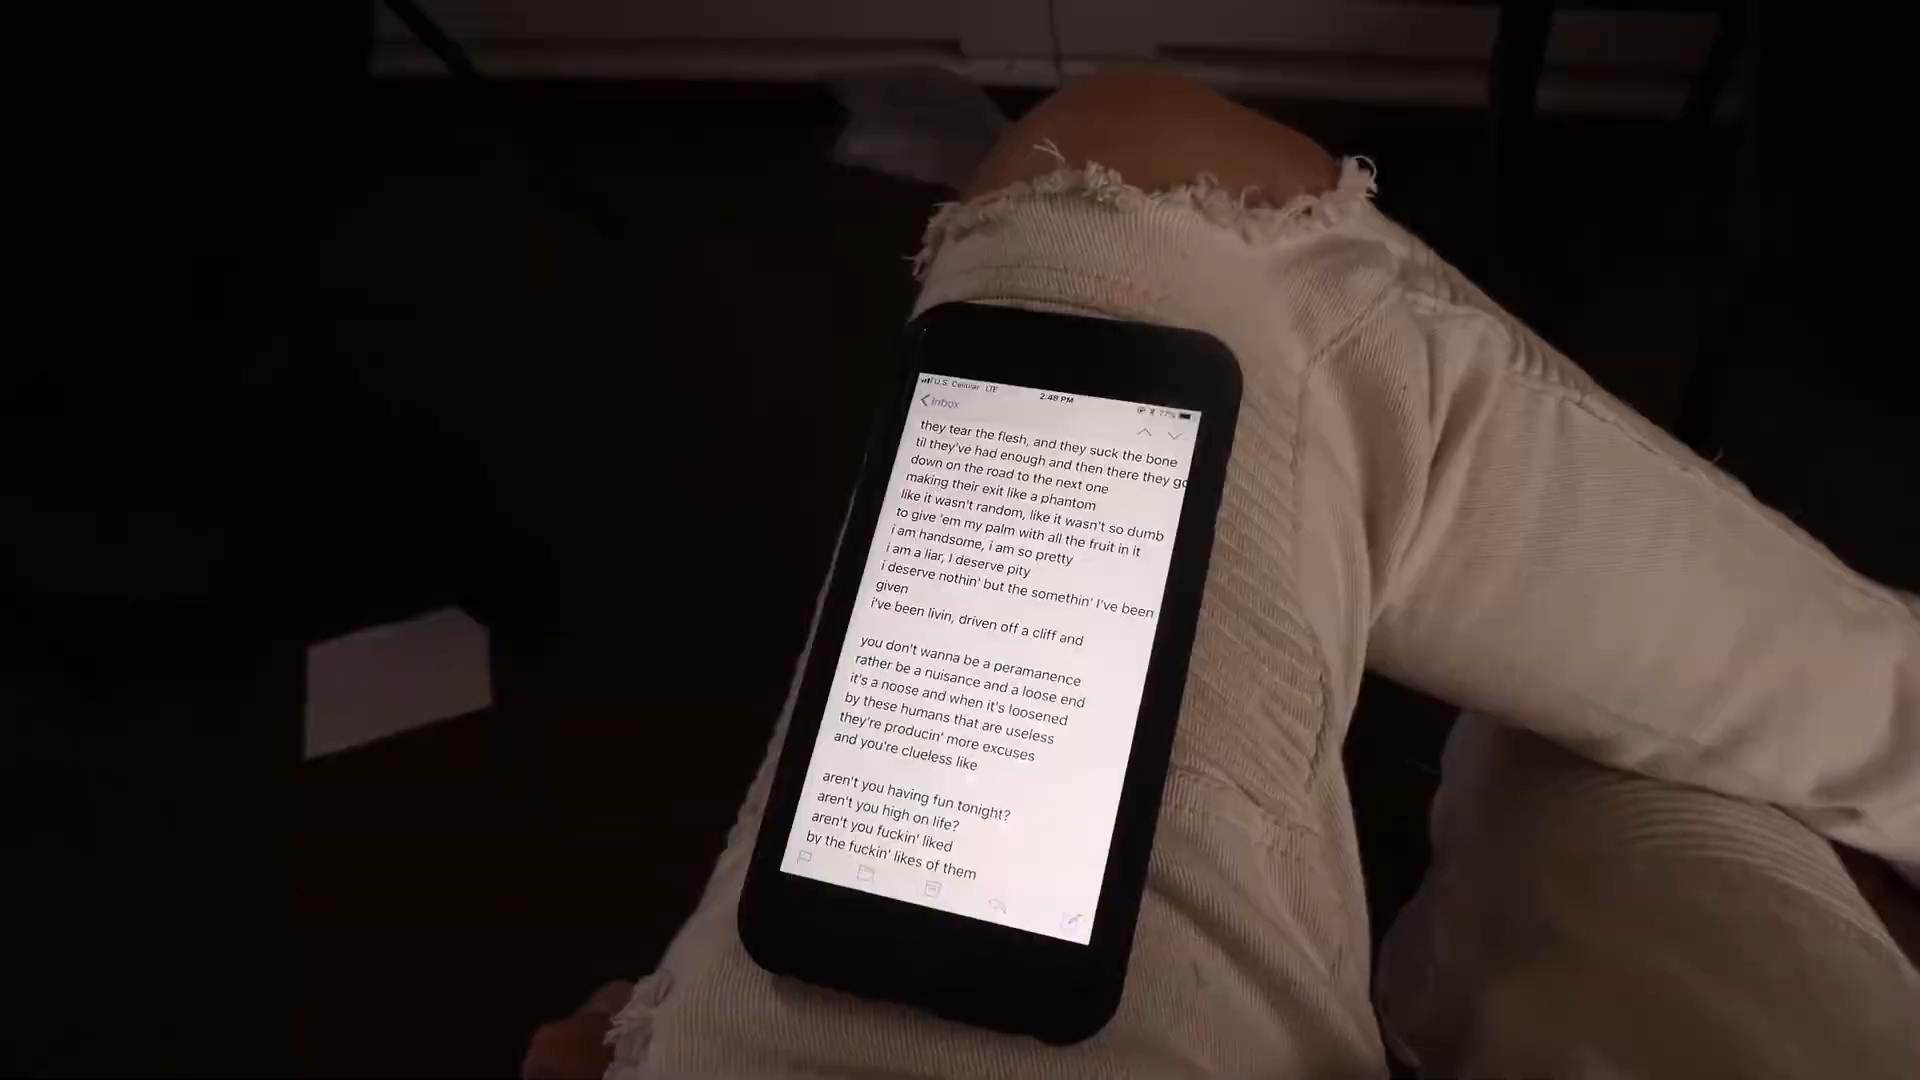 U.S. Cellular LTE
2:48 PM
77%
Inbox
they tear the flesh, and they suck the bone
til they've had enough and then there they go
down on the road to the next one
making their exit like a phantom
like it wasn't random, like it wasn't so dumb
to give 'em my palm with all the fruit in it
i am handsome, i am so pretty
i am a liar, I deserve pity
i deserve nothin' but the somethin' I've been
given
i've been livin, driven off a cliff and
you don't wanna be a peramanence
rather be a nuisance and a loose end
it's a noose and when it's loosened
by these humans that are useless
they're producin' more excuses
and you're clueless like
aren't you having fun tonight?
aren't you high on life?
aren't you fuckin' liked
by the fuckin' likes of them